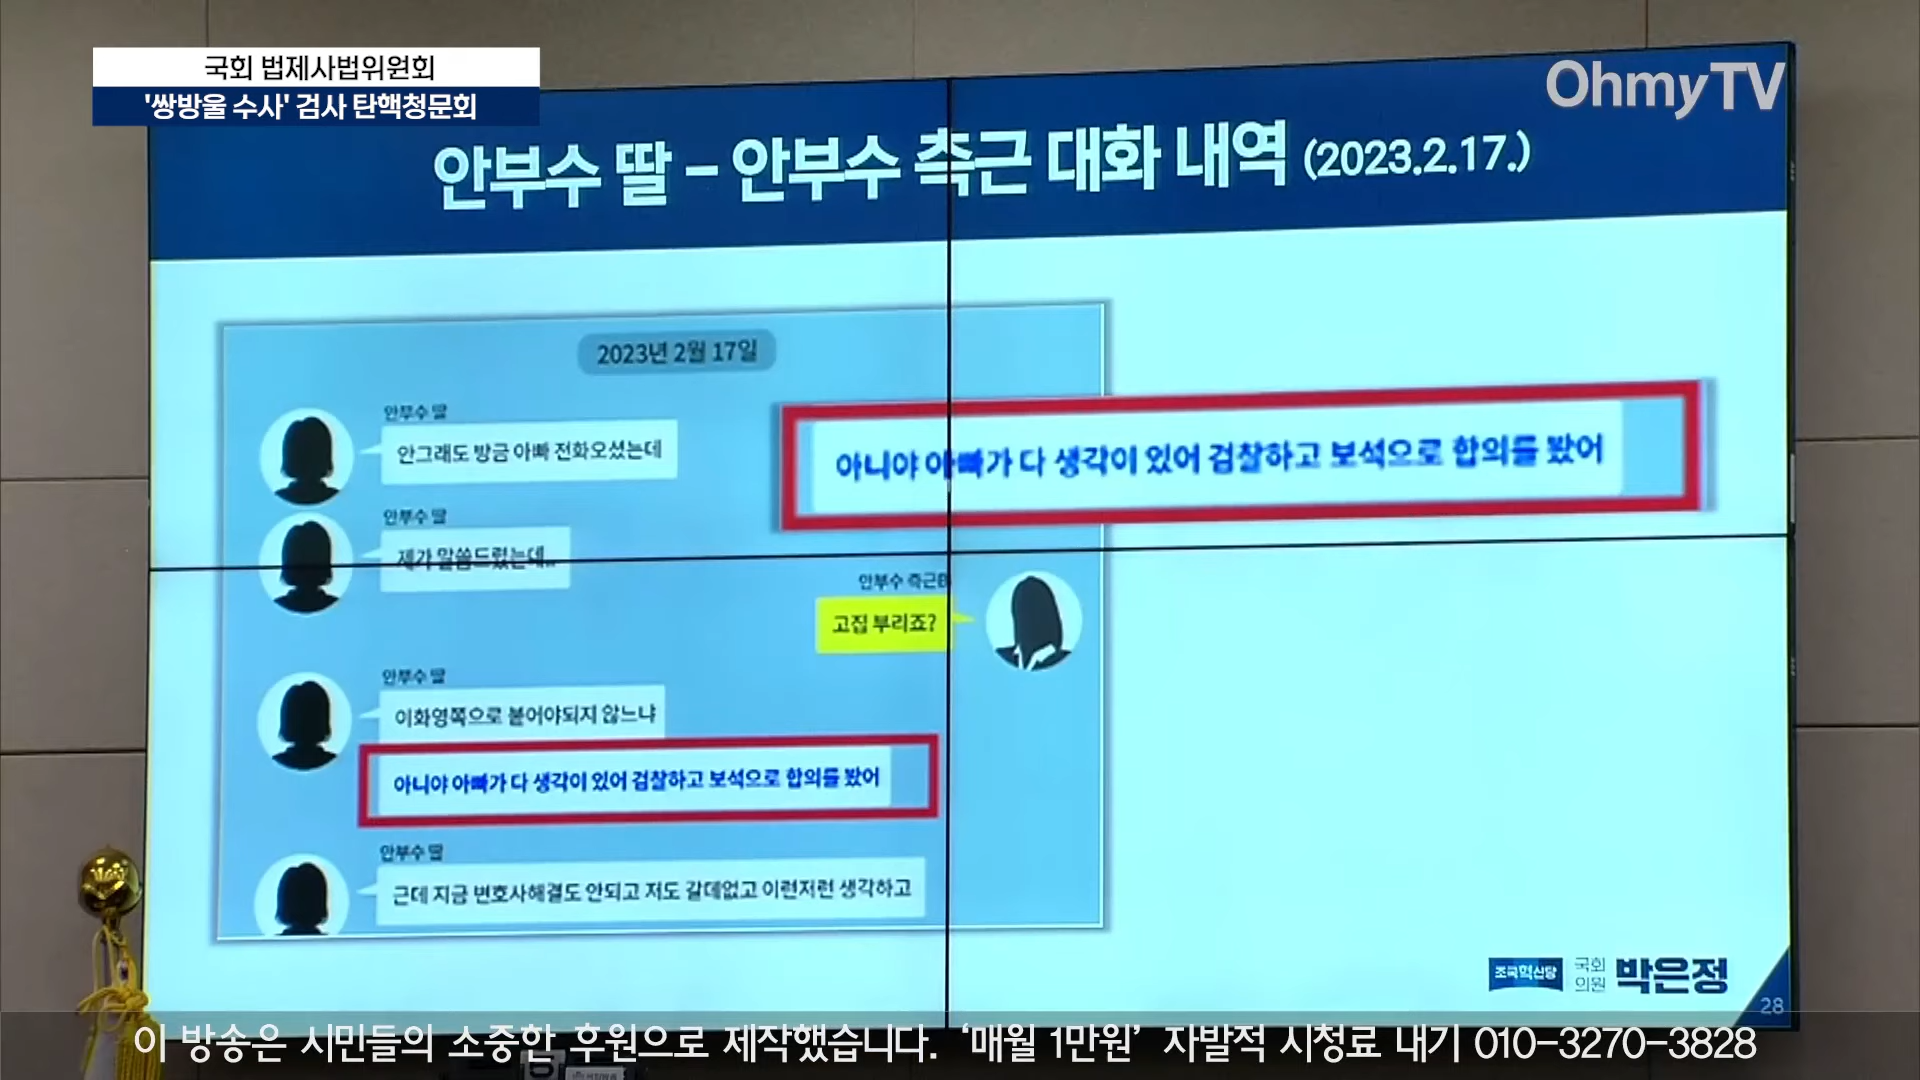 국회 법제사법위원회
'쌍방울 수사' 검사 탄핵청문회
OhmyTV
안부수 딸 - 안부수 측근 대화 내역 (2023.2.17.)
2023년 2월 17일
안부수 딸
안그래도 방금 아빠 전화오셨는데
아니야 아빠가 다 생각이 있어 검찰하고 보석으로 합의를 봤어
안부수 딸
제가 말씀드렸는데..
안부수 측근B
고집 부리죠?
안부수 딸
이화영쪽으로 붙어야되지 않느냐
아니야 아빠가 다 생각이 있어 검찰하고 보석으로 합의를 봤어
안부수 딸
근데 지금 변호사해결도 안되고 저도 갈데없고 이런저런 생각하고
조국혁신당 국회의원 박은정
28
이 방송은 시민들의 소중한 후원으로 제작했습니다. ‘매월 1만원’ 자발적 시청료 내기 010-3270-3828